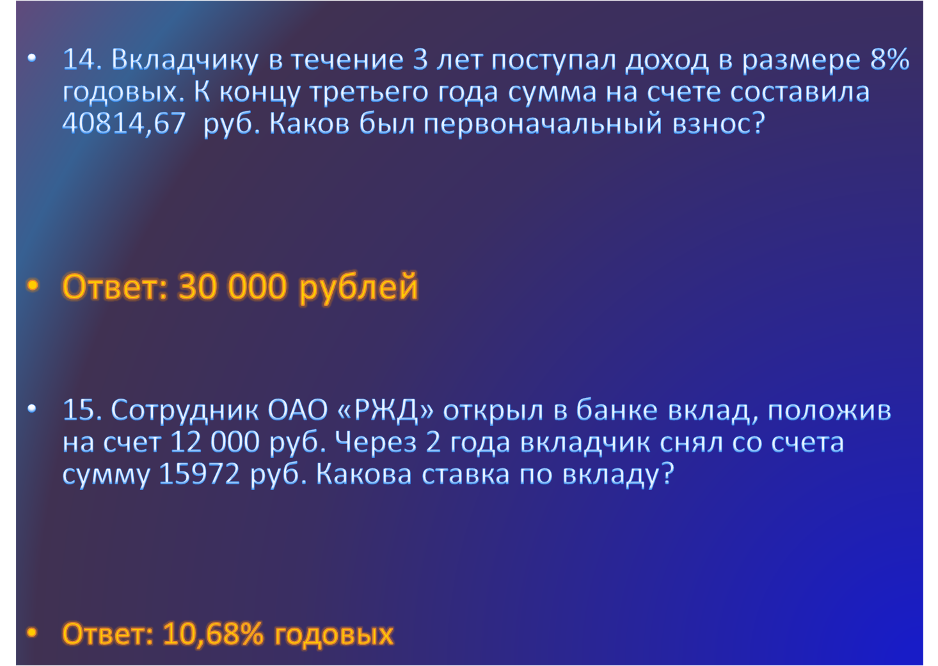 • 14. Вкладчику в течение 3 лет поступал доход в размере 8%
годовых. К концу третьего года сумма на счете составила
40814,67 руб. Каков был первоначальный взнос?
• Ответ: 30 000 рублей
• 15. Сотрудник ОАО «РЖД» открыл в банке вклад, положив
на счет 12 000 руб. Через 2 года вкладчик снял со счета
сумму 15972 руб. Какова ставка по вкладу?
• Ответ: 10,68% годовых